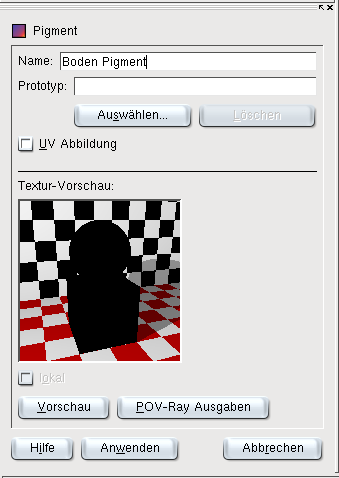 Pigment
Name: Boden Pigment
Prototyp:
Auswählen... Löschen
UV Abbildung
Textur-Vorschau:
lokal
Vorschau POV-Ray Ausgaben
Hilfe Anwenden Abbrechen